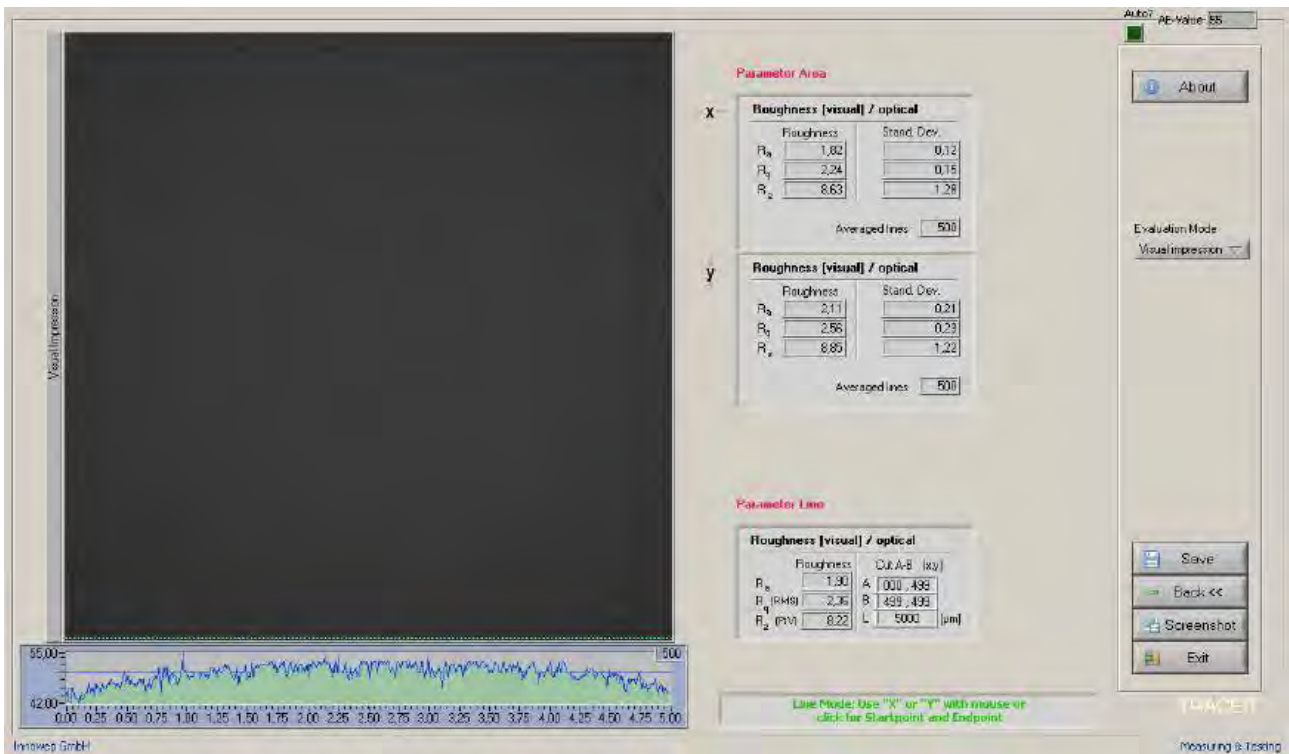 Auto? AE-Value 55
Parameter Area
About
x
Roughness [visual] / optical
Roughness Stand. Dev.
Ra 1,82 0,12
Rq 2,24 0,15
8,63 1,28
Averaged lines 500
Evaluation Mode
Visual impression
y
Roughness [visual] / optical
Roughness Stand. Dev.
Ra 2,11 0,21
Rq 2,56 0,23
8,85 1,22
Averaged lines 500
Visual Impression
Parameter Line
Roughness [visual] / optical
Roughness Cut A-B (x,y)
Ra 1,90 A 000 , 499
Rq (RMS) 2,36 B 499 , 499
Rz 8,22 L 5000 [µm]
Save
Back <<
Screenshot
Exit
55,00 500
42,00
0.00 0.25 0.50 0.75 1.00 1.25 1.50 1.75 2.00 2.25 2.50 2.75 3.00 3.25 3.50 3.75 4.00 4.25 4.50 4.75 5.00
Line Mode: Use "X" or "Y" with mouse or
click for Startpoint and Endpoint
TRACEiT
Innowep GmbH
Measuring & Testing